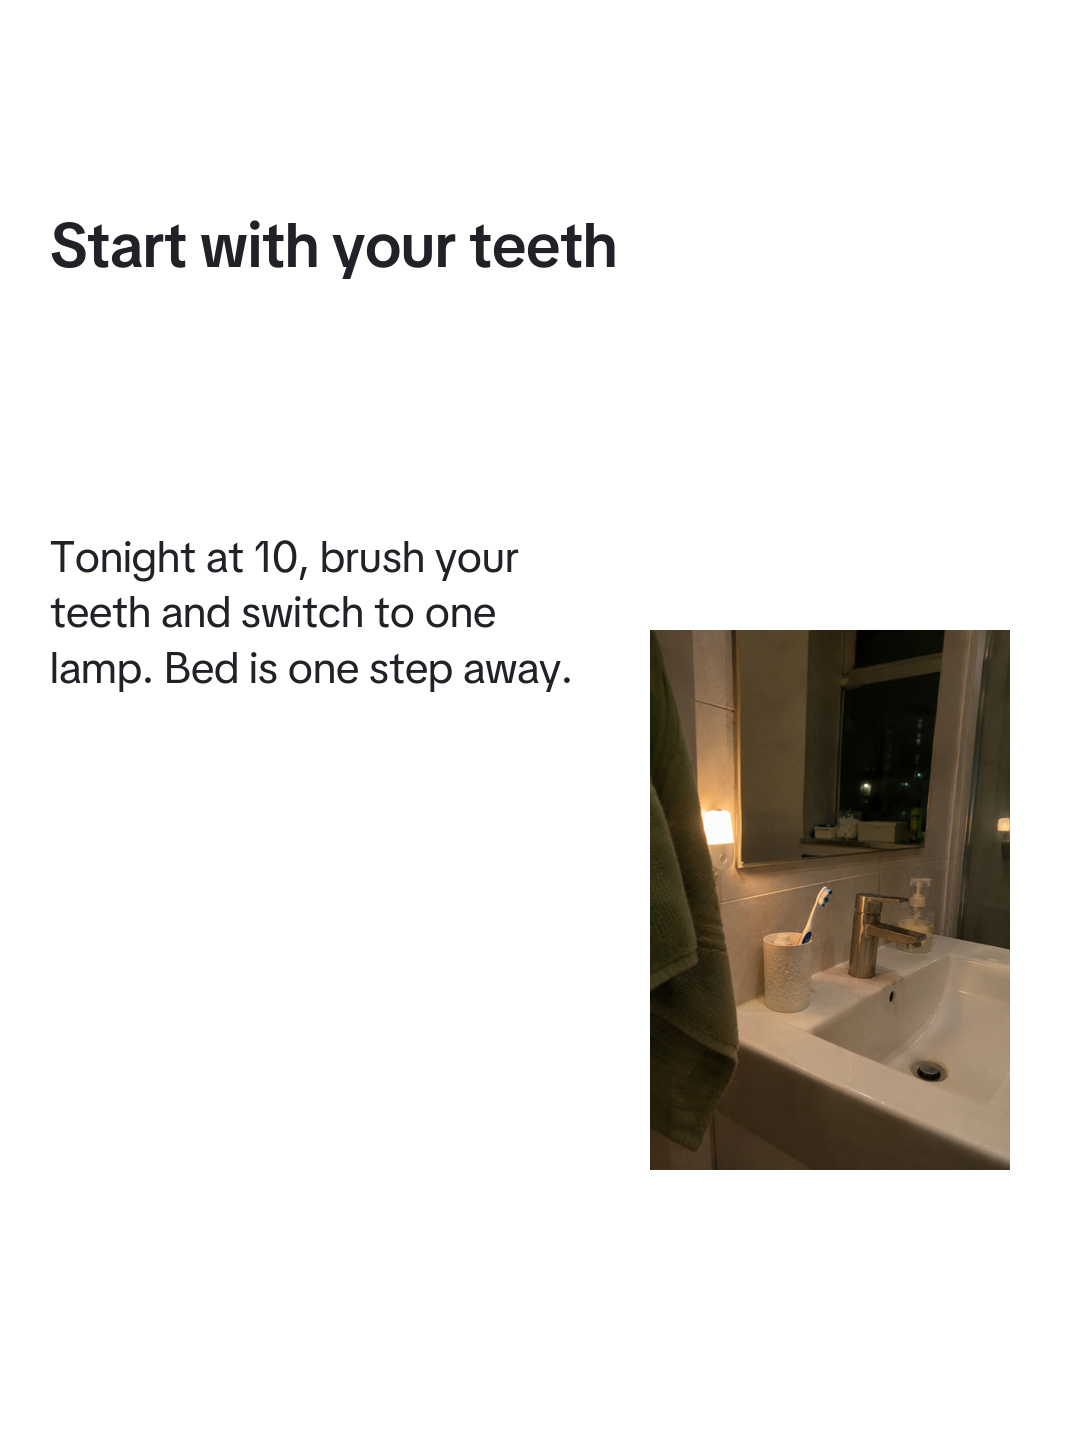 Start with your teeth
Tonight at 10, brush your
teeth and switch to one
lamp. Bed is one step away.